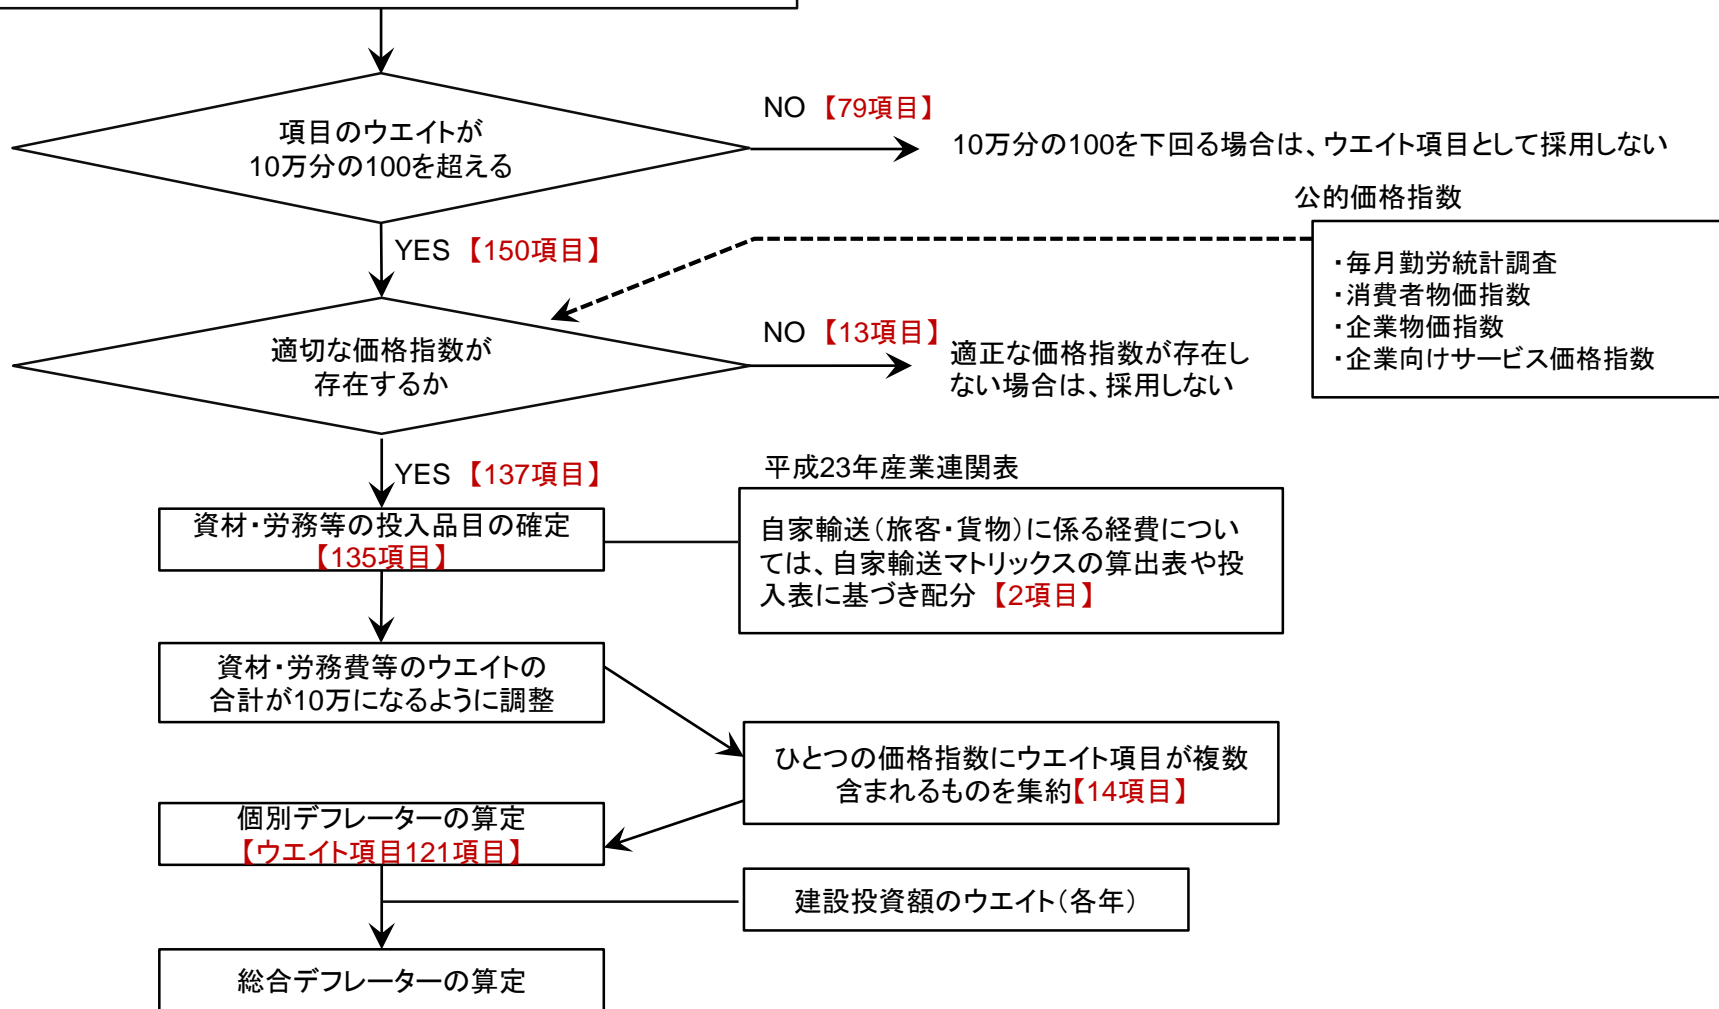 NO 【79項目】
項目のウエイトが
10万分の100を超える
10万分の100を下回る場合は、ウエイト項目として採用しない
公的価格指数
YES 【150項目】
・毎月勤労統計調査
・消費者物価指数
・企業物価指数
・企業向けサービス価格指数
NO 【13項目】
適切な価格指数が
存在するか
適正な価格指数が存在し
ない場合は、採用しない
YES 【137項目】
平成23年産業連関表
資材・労務等の投入品目の確定
【135項目】
自家輸送（旅客・貨物）に係る経費につい
ては、自家輸送マトリックスの算出表や投
入表に基づき配分 【2項目】
資材・労務費等のウエイトの
合計が10万になるように調整
ひとつの価格指数にウエイト項目が複数
含まれるものを集約【14項目】
個別デフレーターの算定
【ウエイト項目121項目】
建設投資額のウエイト（各年）
総合デフレーターの算定